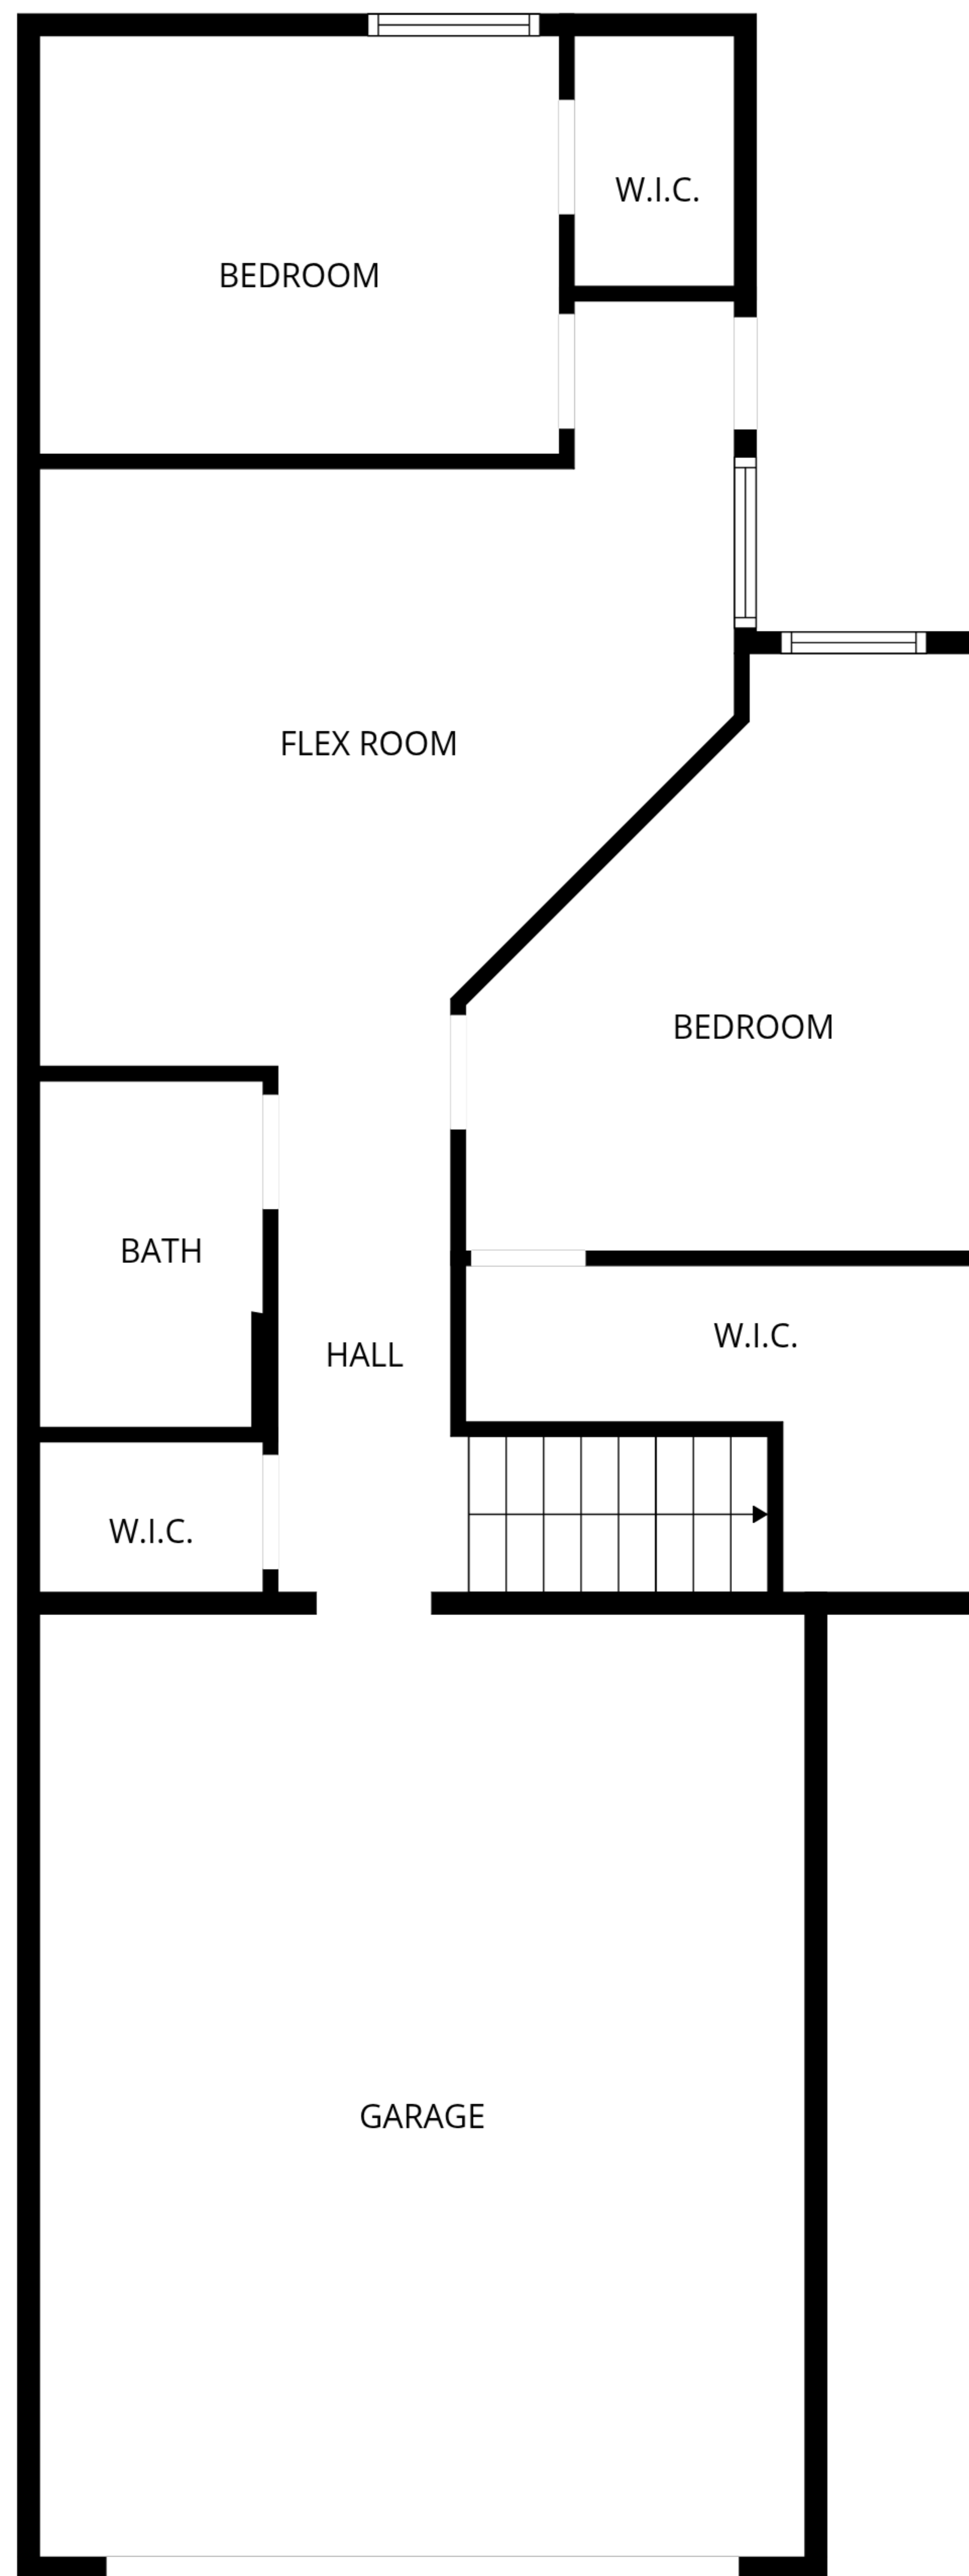 W.I.C.
BEDROOM
FLEX ROOM
BEDROOM
BATH
W.I.C.
HALL
W.I.C.
GARAGE